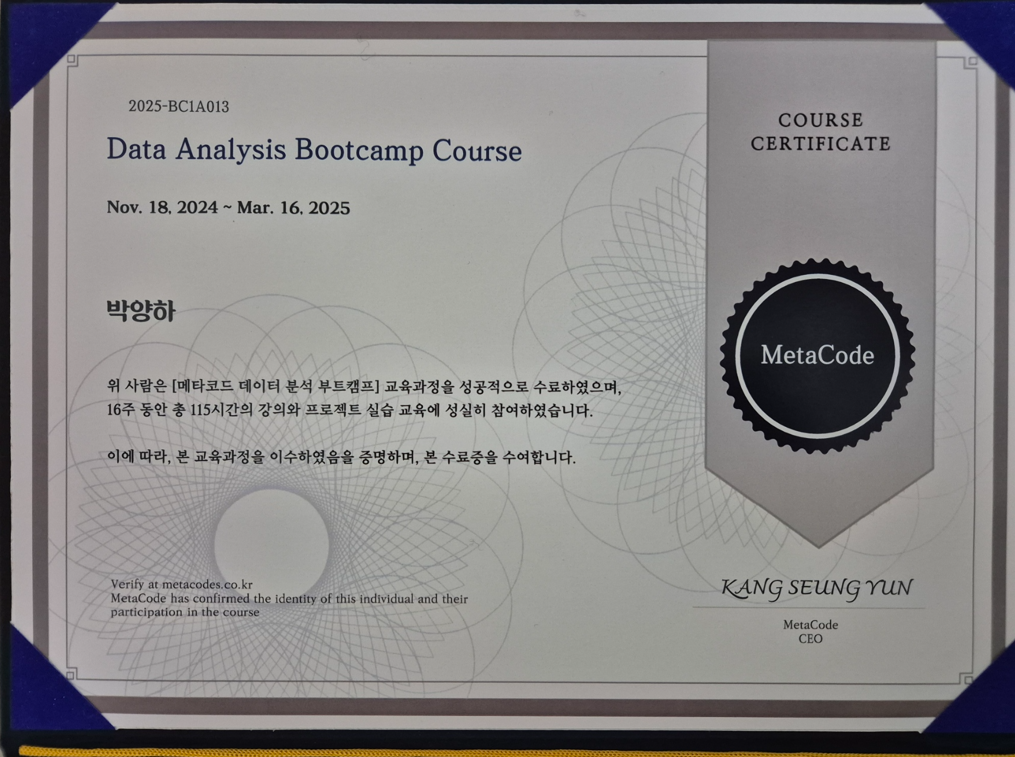 2025-BC1A013
Data Analysis Bootcamp Course
Nov. 18, 2024 ~ Mar. 16, 2025
박양하
위 사람은 [메타코드 데이터 분석 부트캠프] 교육과정을 성공적으로 수료하였으며,
16주 동안 총 115시간의 강의와 프로젝트 실습 교육에 성실히 참여하였습니다.
이에 따라, 본 교육과정을 이수하였음을 증명하며, 본 수료증을 수여합니다.
Verify at metacodes.co.kr
MetaCode has confirmed the identity of this individual and their
participation in the course
COURSE
CERTIFICATE
MetaCode
KANG SEUNG YUN
MetaCode
CEO